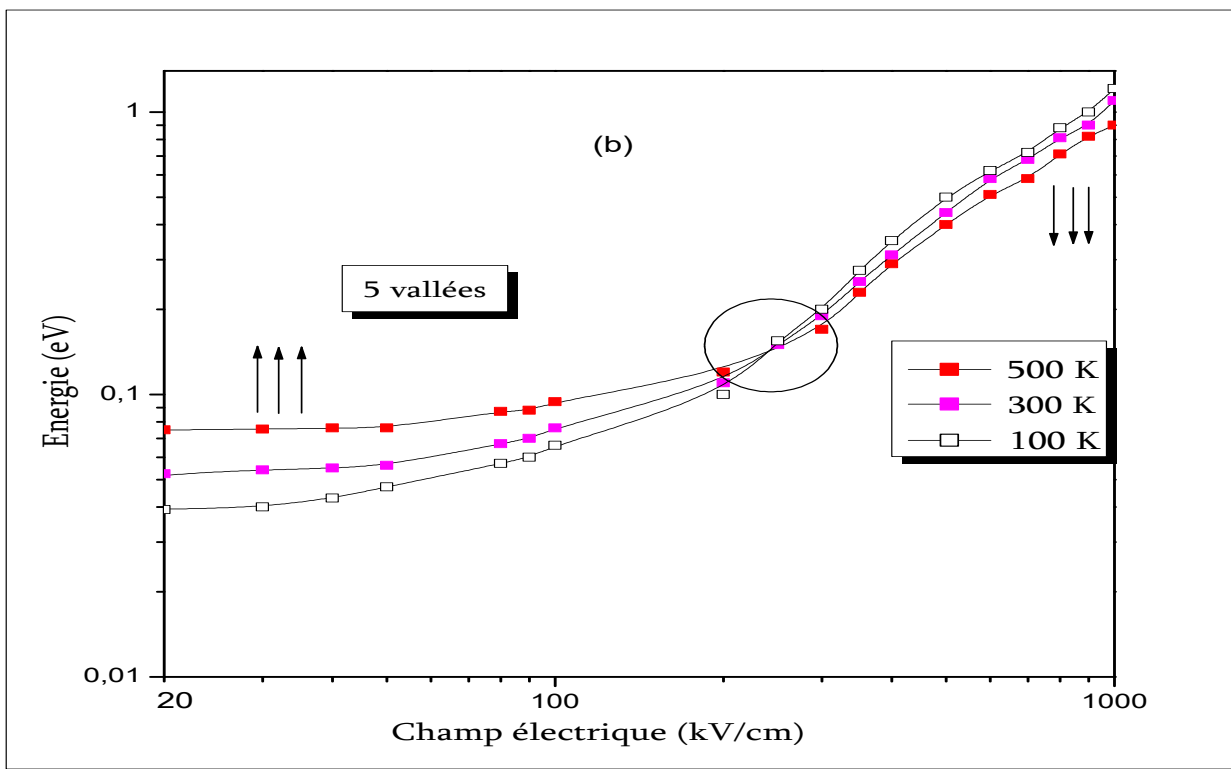 (b)
5 vallées
Energie (eV)
1
0,1
0,01
500 K
300 K
100 K
20
100
1000
Champ électrique (kV/cm)